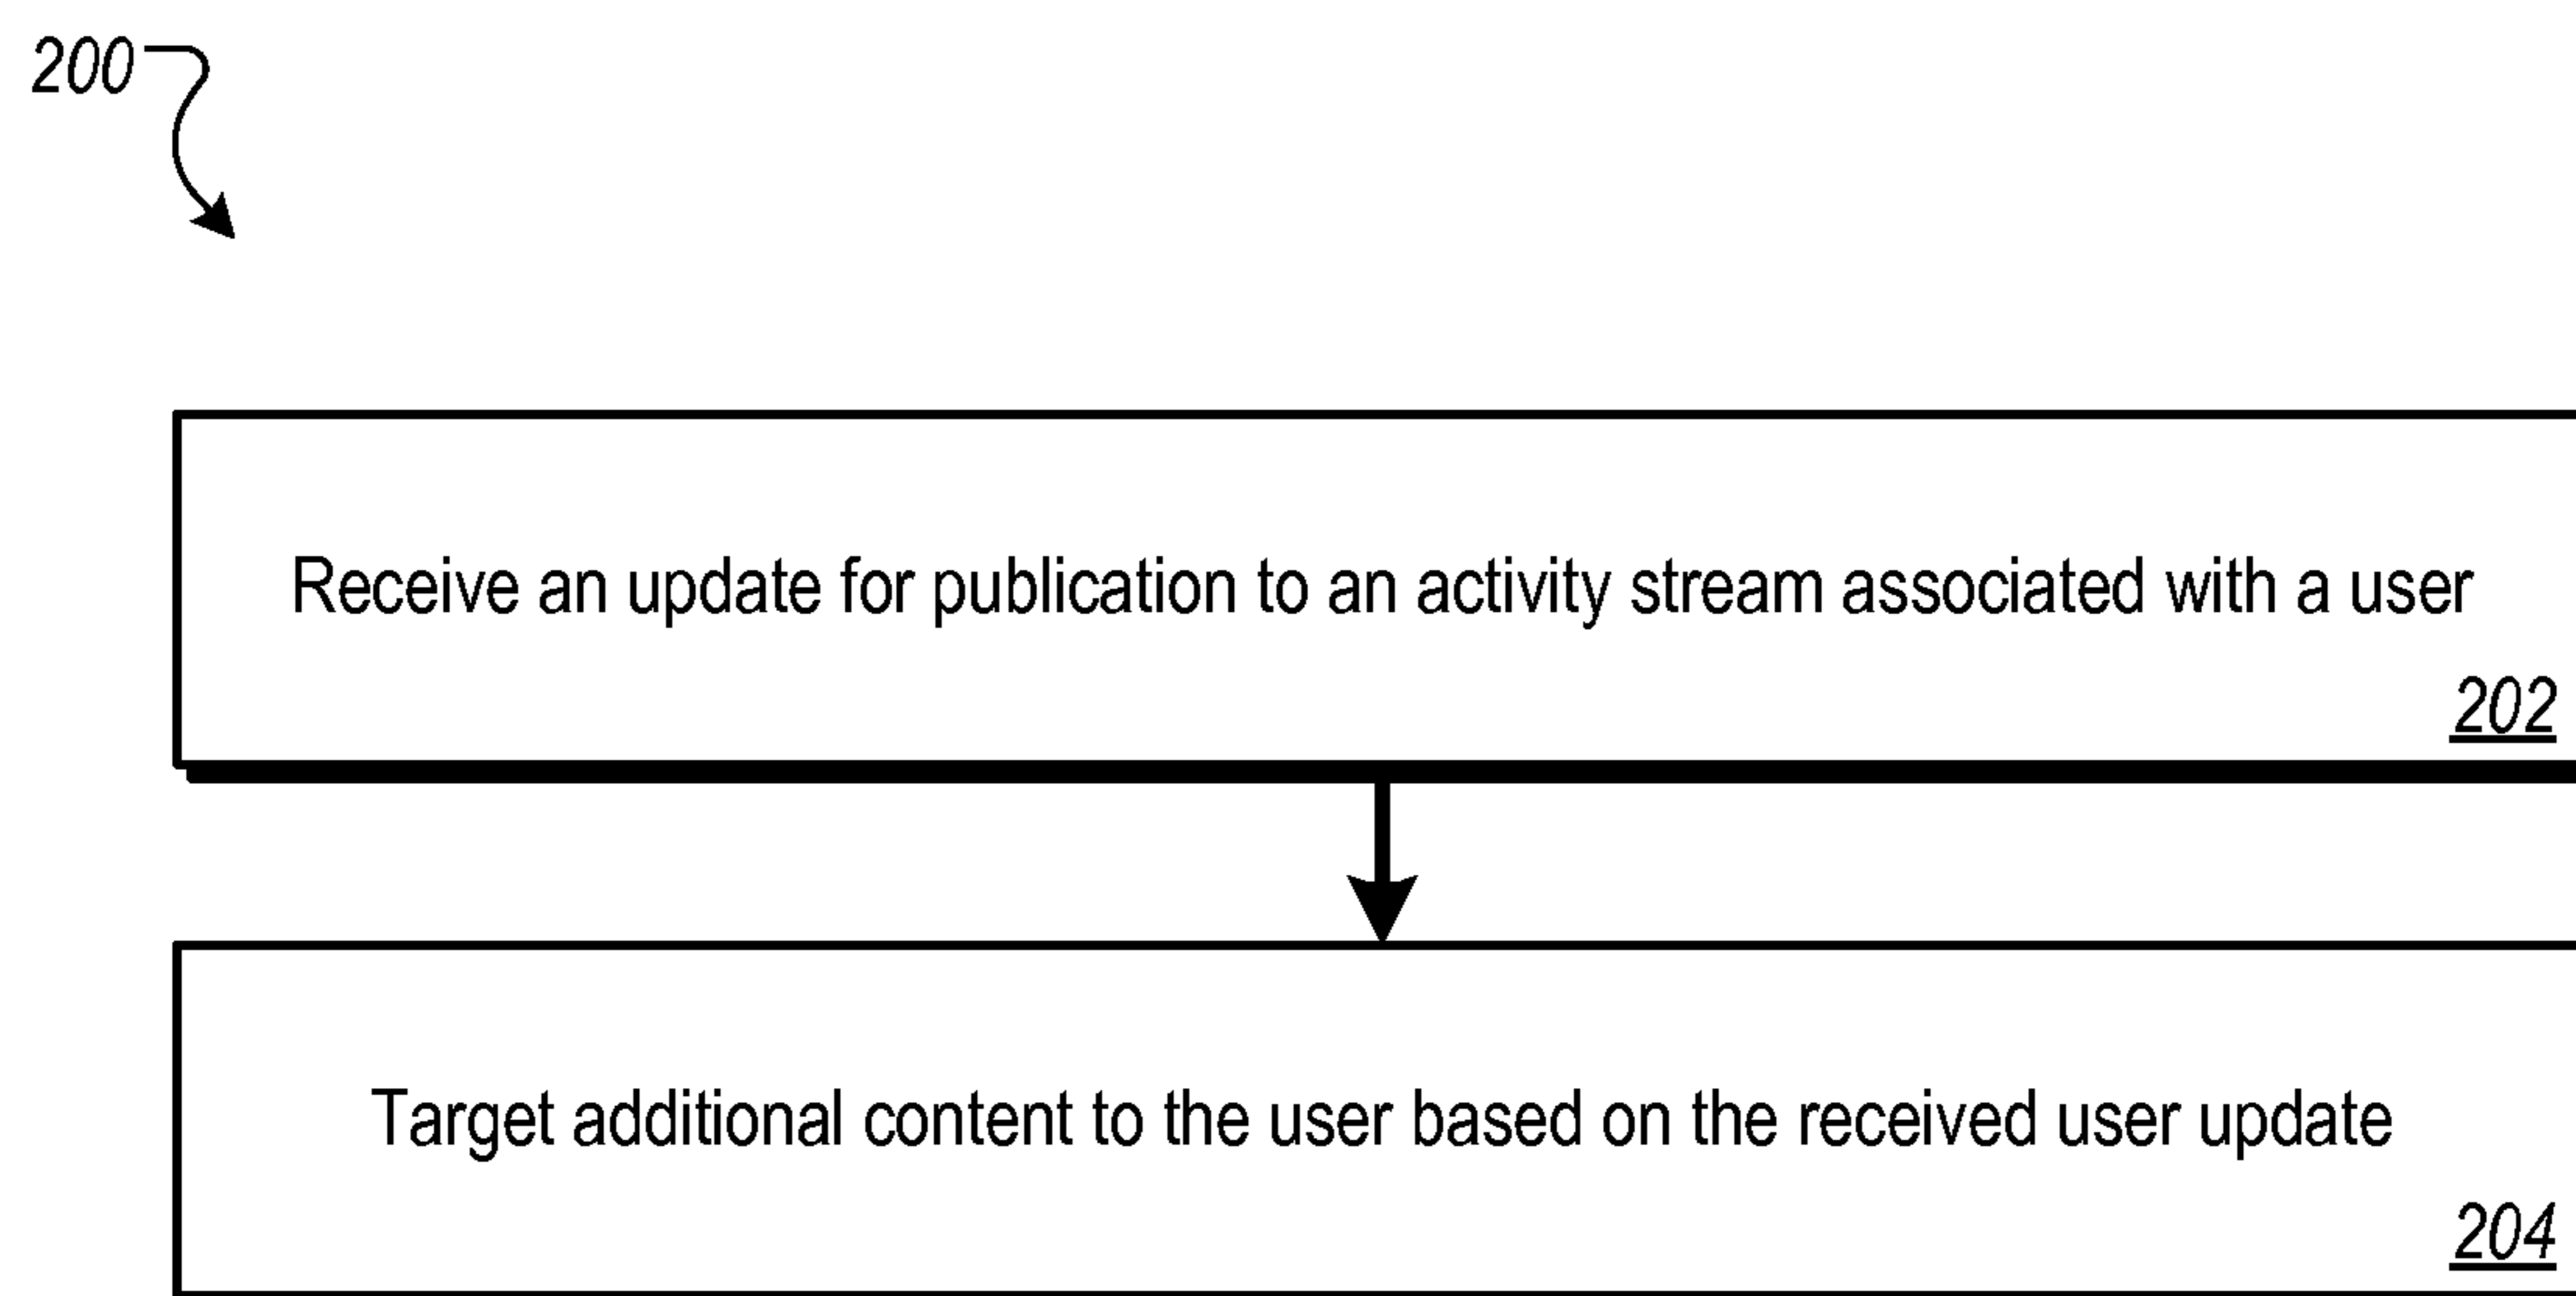 200
Receive an update for publication to an activity stream associated with a user
202
Target additional content to the user based on the received user update
204